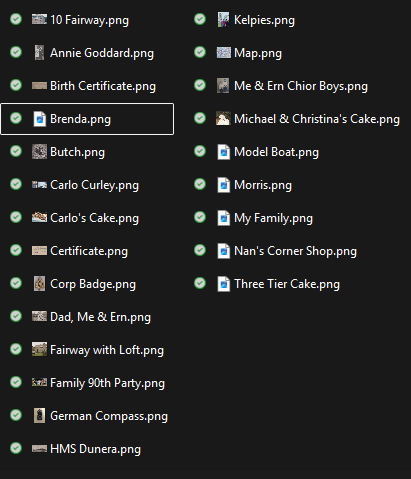 10 Fairway.png
Annie Goddard.png
Birth Certificate.png
Brenda.png
Butch.png
Carlo Curley.png
Carlo's Cake.png
Certificate.png
Corp Badge.png
Dad, Me & Ern.png
Fairway with Loft.png
Family 90th Party.png
German Compass.png
HMS Dunera.png
Kelpies.png
Map.png
Me & Ern Chior Boys.png
Michael & Christina's Cake.png
Model Boat.png
Morris.png
My Family.png
Nan's Corner Shop.png
Three Tier Cake.png